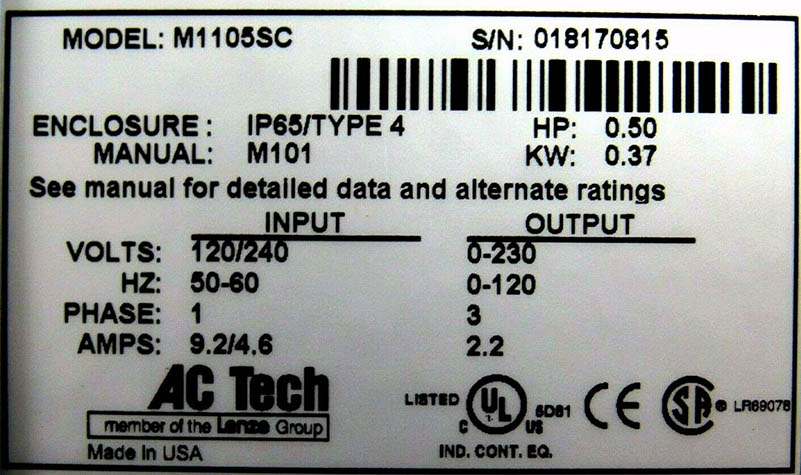 MODEL: M1105SC S/N: 018170815
ENCLOSURE: IP65/TYPE 4 HP: 0.50
MANUAL: M101 KW: 0.37
See manual for detailed data and alternate ratings
INPUT OUTPUT
VOLTS: 120/240 0-230
HZ: 50-60 0-120
PHASE: 1 3
AMPS: 9.2/4.6 2.2
AC Tech
member of the Lenze Group
Made In USA
LISTED
C UL US
5D81
IND. CONT. EQ.
CE
SA ® LR69078